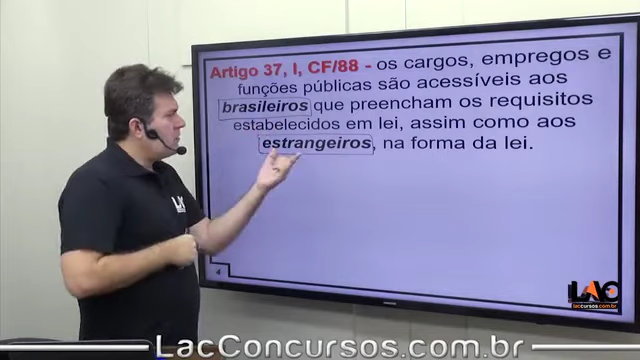 Artigo 37, I, CF/88 - os cargos, empregos e
funções públicas são acessíveis aos
brasileiros que preencham os requisitos
estabelecidos em lei, assim como aos
estrangeiros, na forma da lei.
LAC
4
LAC
laccursos.com.br
LacConcursos.com.br